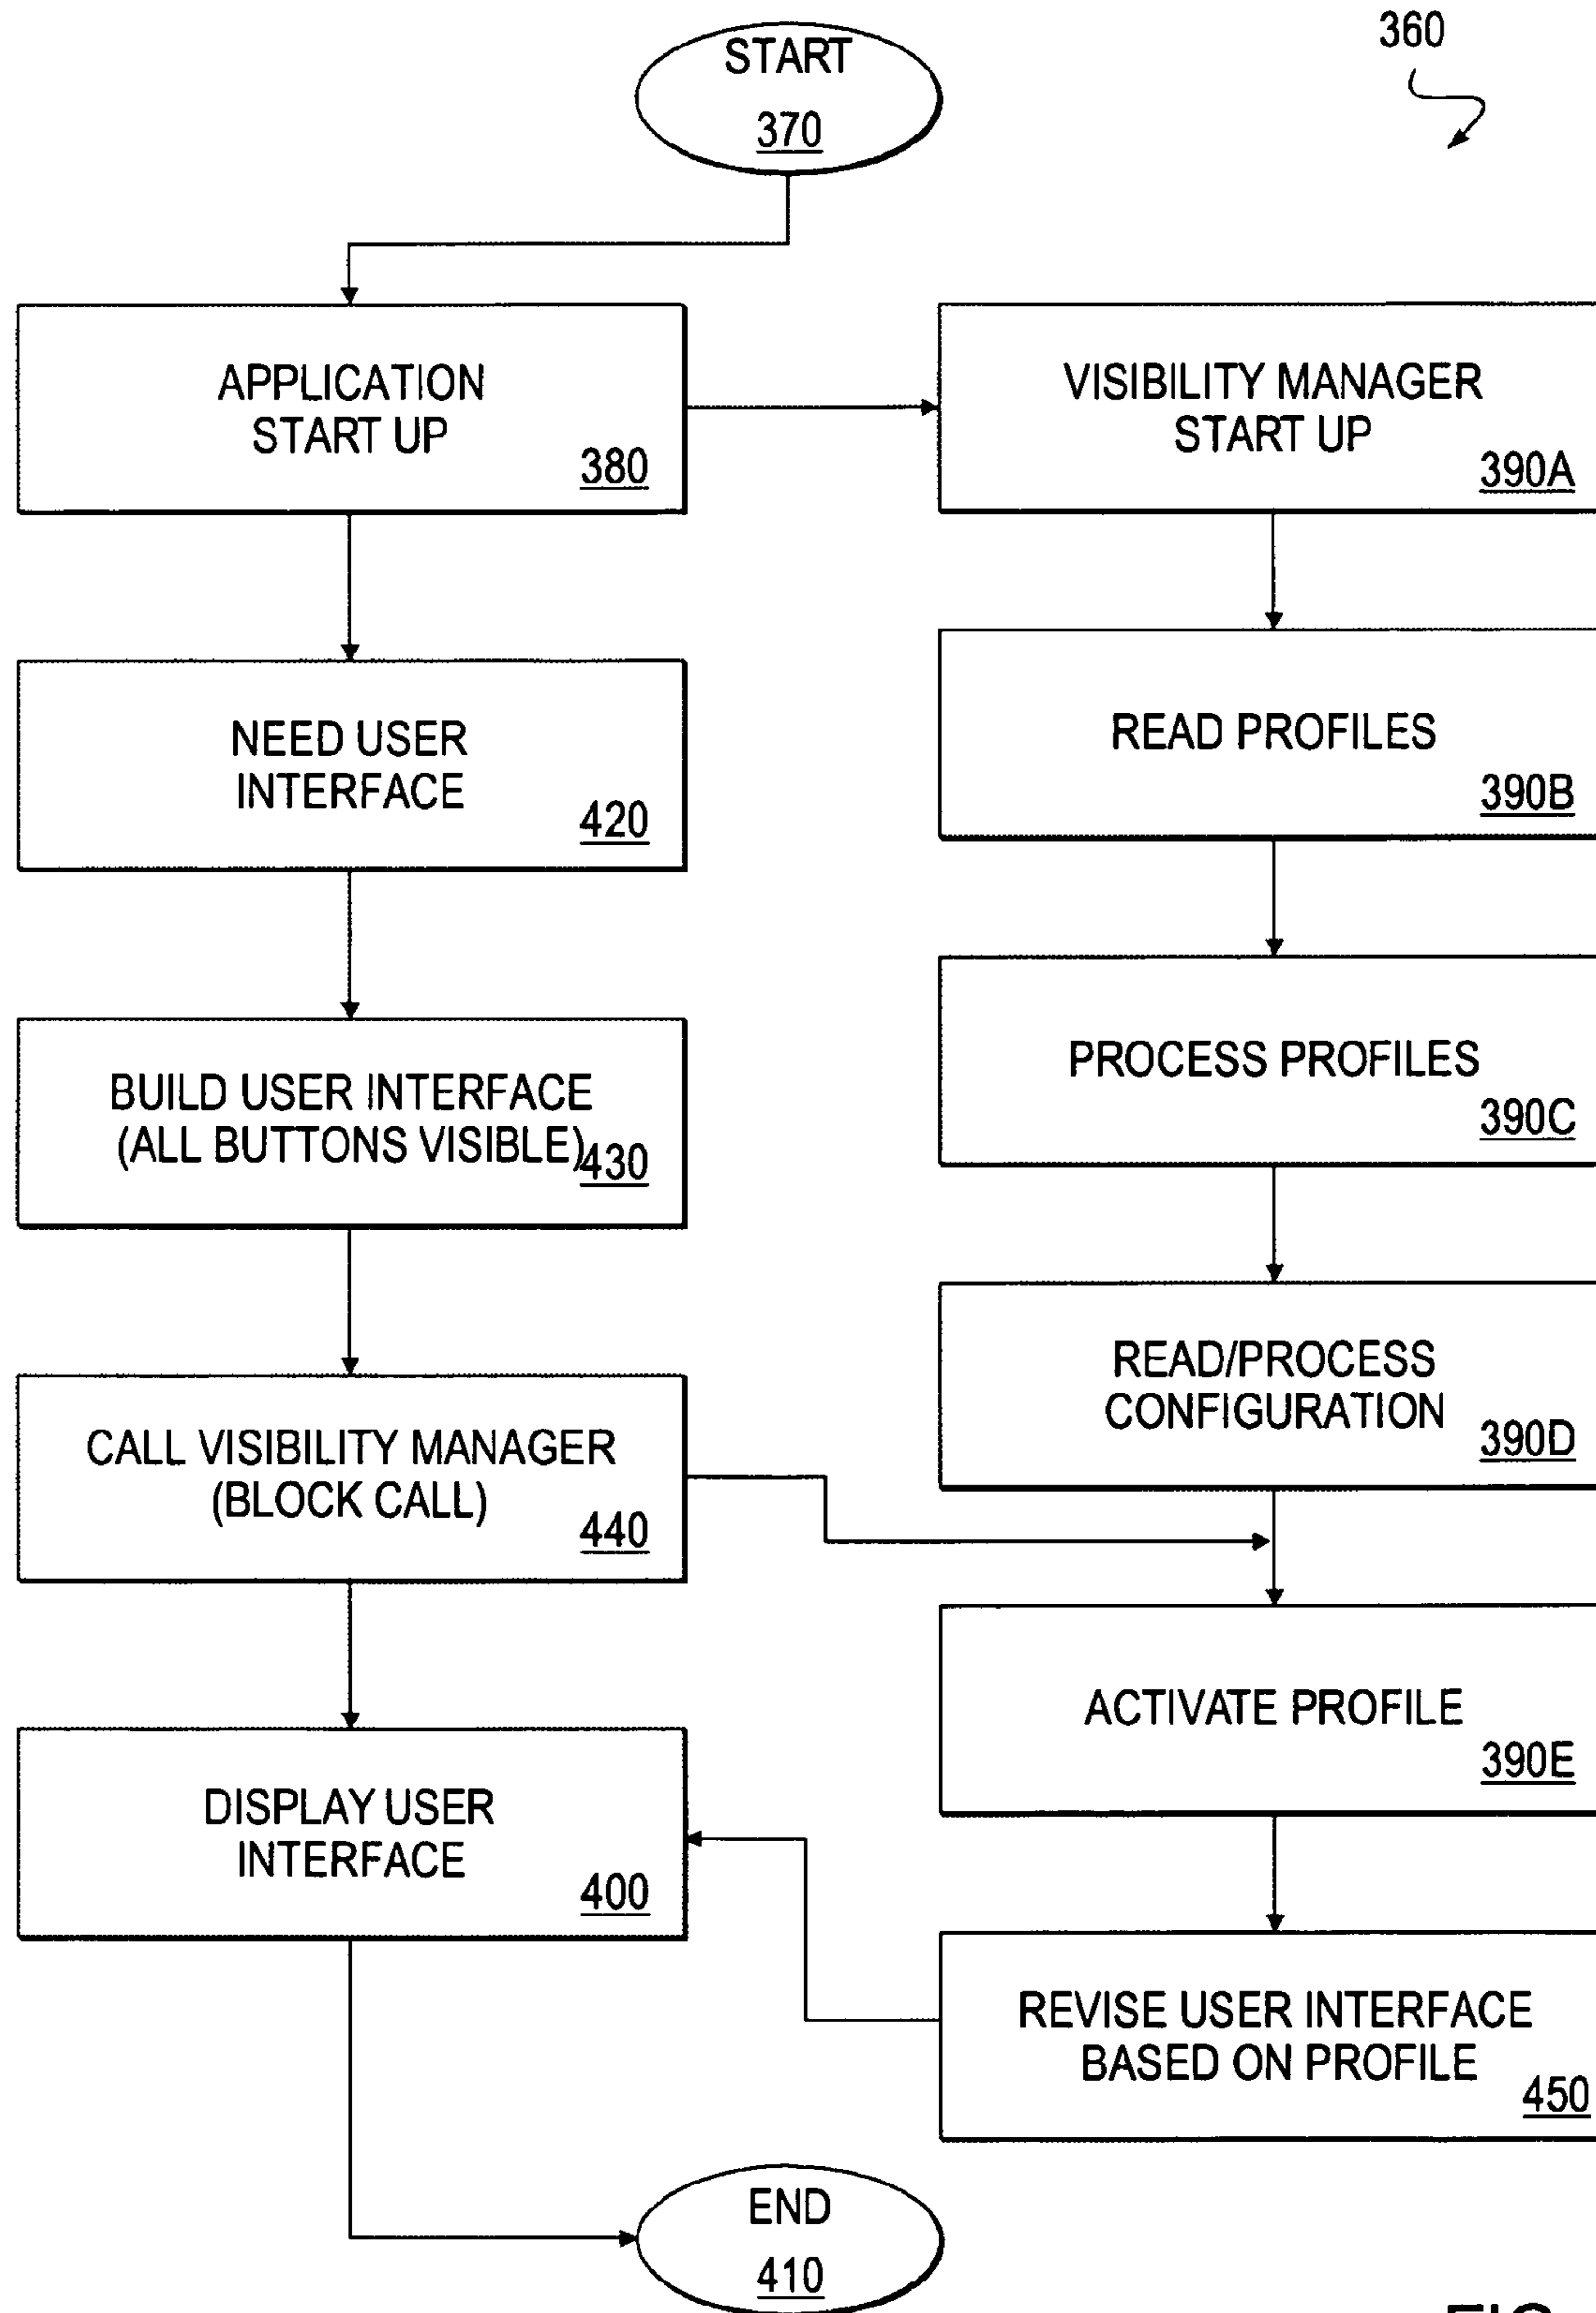 360
START
370
APPLICATION
START UP
380
VISIBILITY MANAGER
START UP
390A
NEED USER
INTERFACE
420
READ PROFILES
390B
BUILD USER INTERFACE
(ALL BUTTONS VISIBLE)
430
PROCESS PROFILES
390C
CALL VISIBILITY MANAGER
(BLOCK CALL)
440
READ/PROCESS
CONFIGURATION
390D
ACTIVATE PROFILE
390E
DISPLAY USER
INTERFACE
400
REVISE USER INTERFACE
BASED ON PROFILE
450
END
410